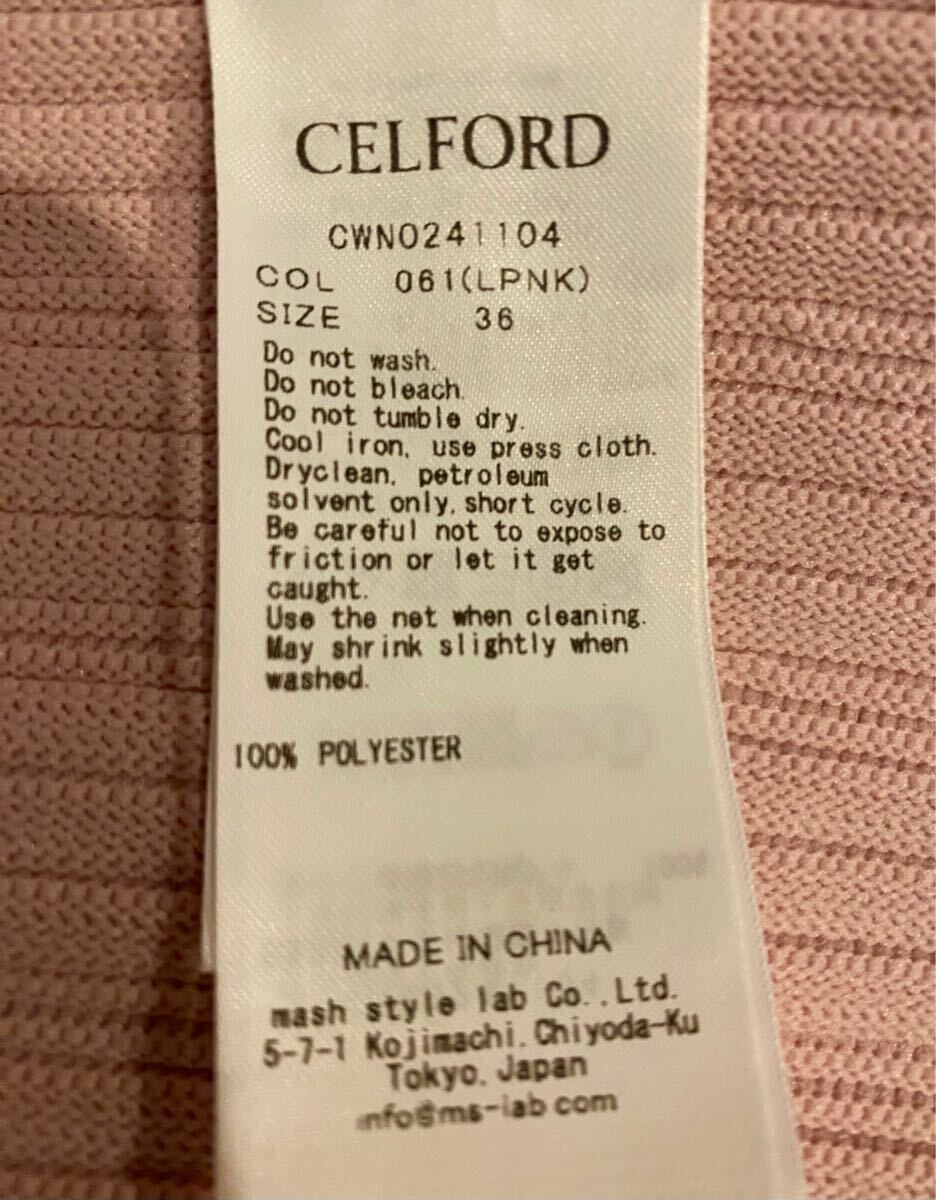 CELFORD
CWNO241104
COL 061(LPNK)
SIZE 36
Do not wash.
Do not bleach.
Do not tumble dry.
Cool iron, use press cloth.
Dryclean, petroleum
solvent only, short cycle.
Be careful not to expose to
friction or let it get
caught.
Use the net when cleaning.
May shrink slightly when
washed.
100% POLYESTER
MADE IN CHINA
mash style lab Co.,Ltd.
5-7-1 Kojimachi, Chiyoda-Ku
Tokyo, Japan
info@ms-lab.com